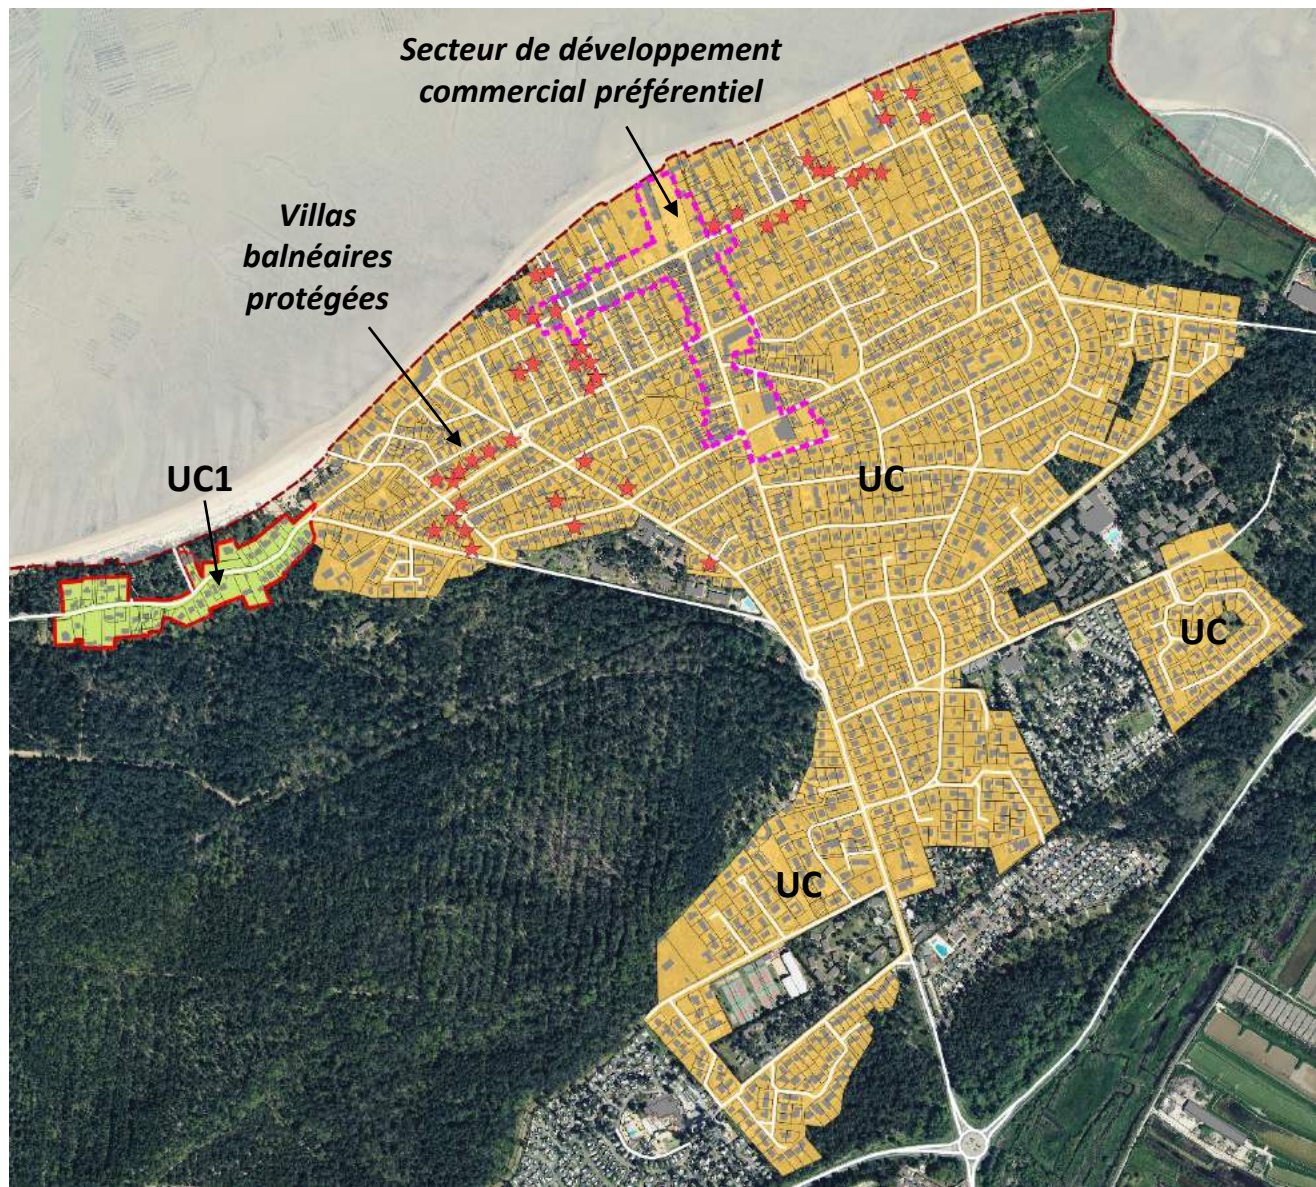 Secteur de développement
commercial préférentiel
Villas
balnéaires
protégées
UC1
UC
UC
UC